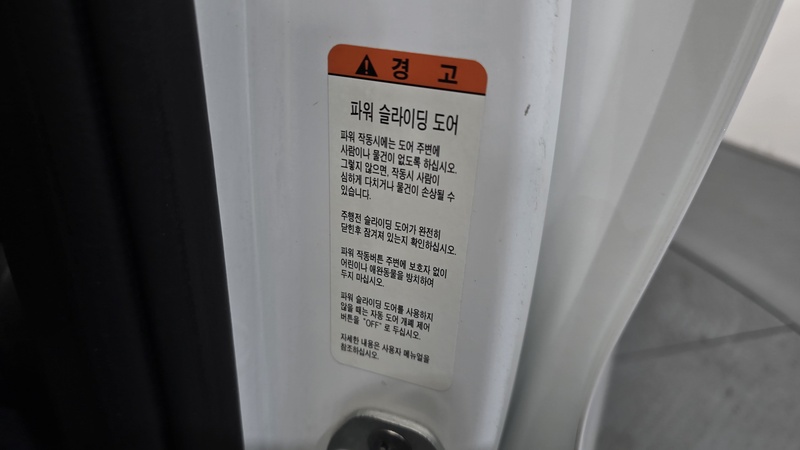 경 고
파워 슬라이딩 도어
파워 작동시에는 도어 주변에
사람이나 물건이 없도록 하십시오.
그렇지 않으면, 작동시 사람이
심하게 다치거나 물건이 손상될 수
있습니다.
주행전 슬라이딩 도어가 완전히
닫힌후 잠겨져 있는지 확인하십시오.
파워 작동버튼 주변에 보호자 없이
어린이나 애완동물을 방치하여
두지 마십시오.
파워 슬라이딩 도어를 사용하지
않을 때는 자동 도어 개폐 제어
버튼을 "OFF" 로 두십시오.
자세한 내용은 사용자 메뉴얼을
참조하십시오.